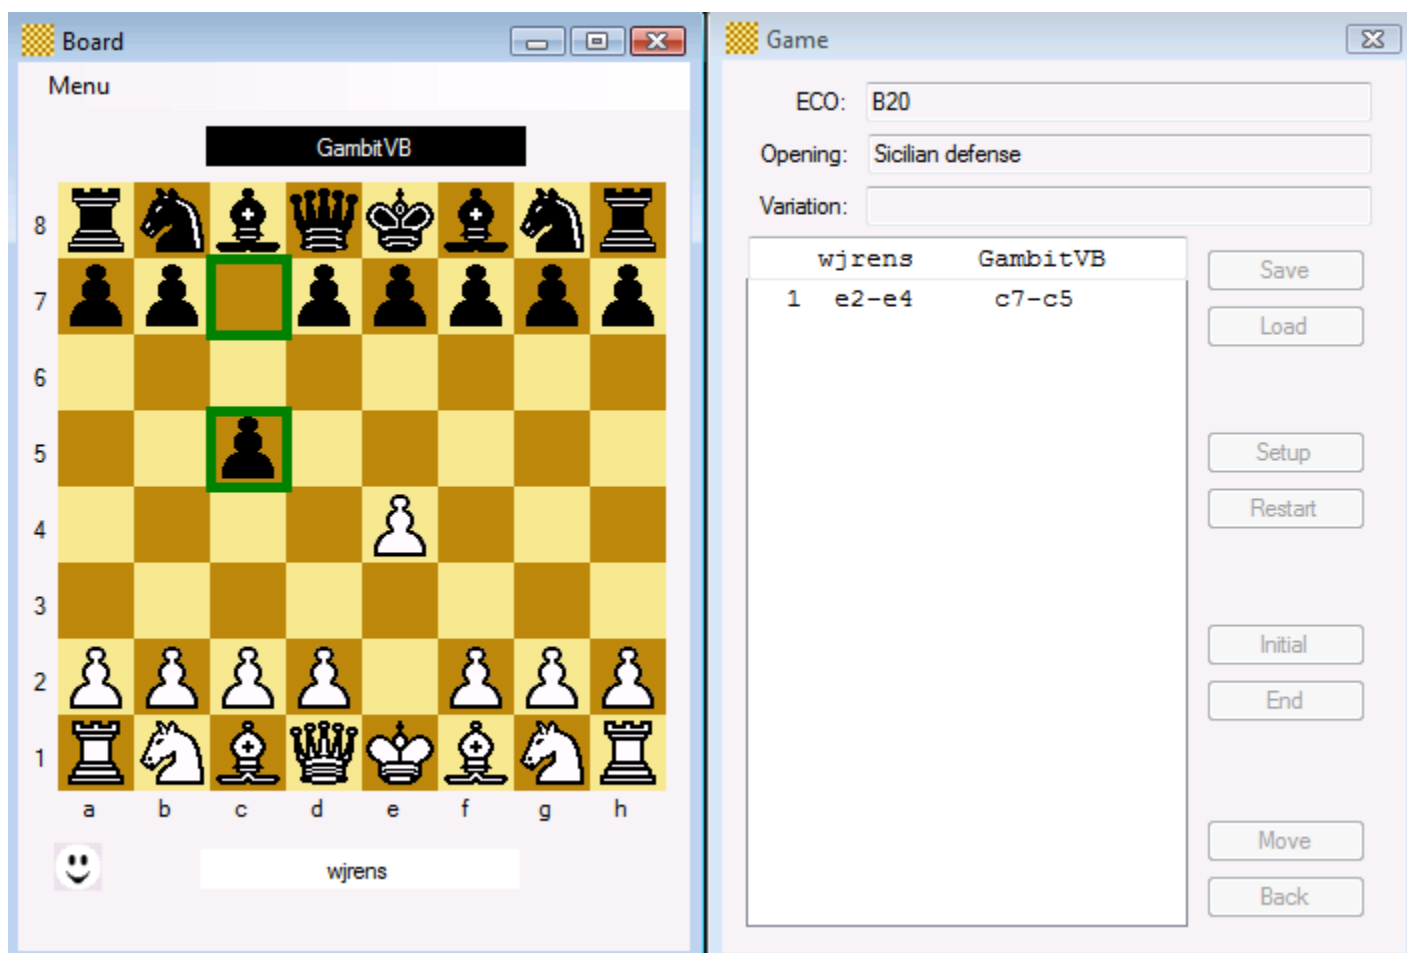 Board
Menu
GambitVB
8
7
6
5
4
3
2
1
a b c d e f g h
wjrens
Game
ECO: B20
Opening: Sicilian defense
Variation:
wjrens GambitVB
1 e2-e4 c7-c5
Save
Load
Setup
Restart
Initial
End
Move
Back